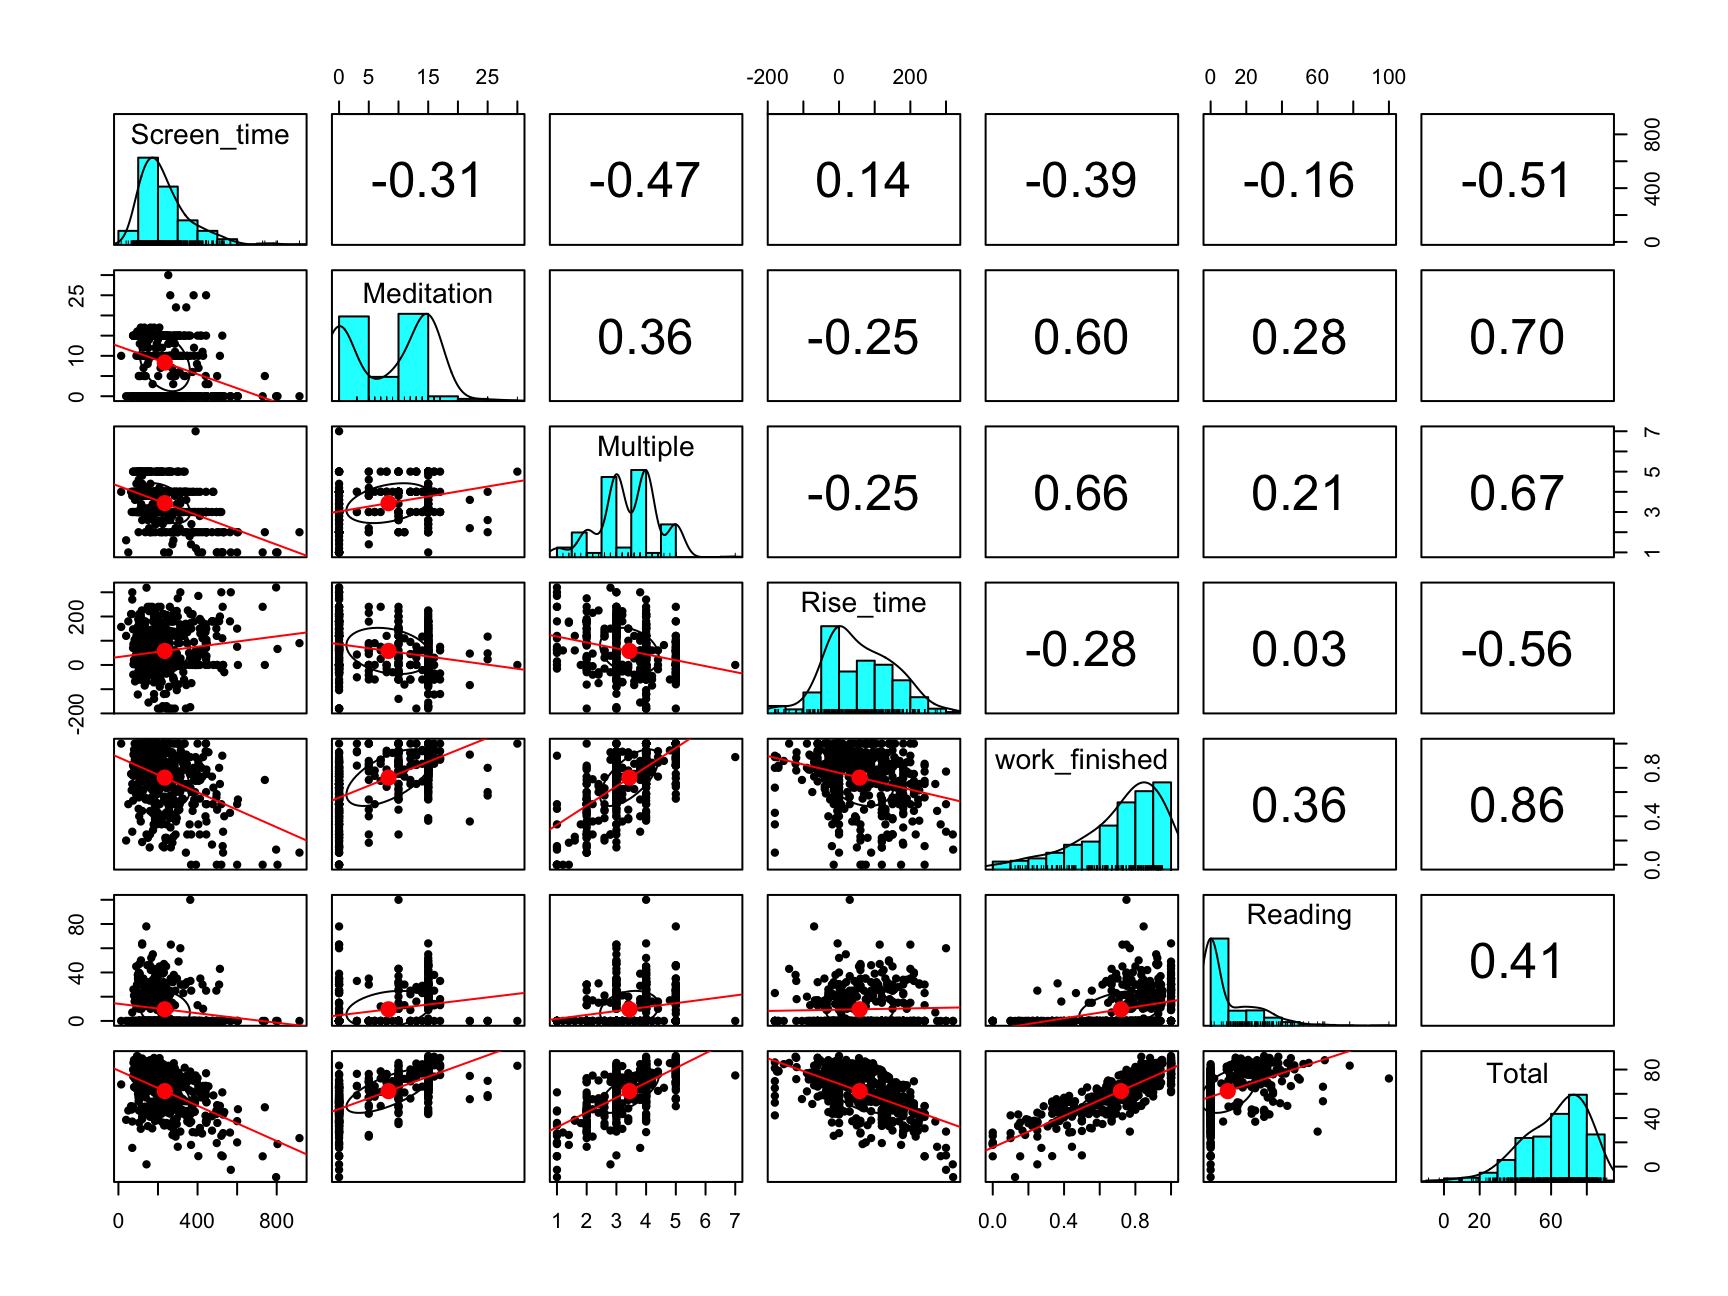 0 5 15 25 -200 0 200 0 20 60 100
Screen_time -0.31 -0.47 0.14 -0.39 -0.16 -0.51 0 400 800
0 10 25 Meditation 0.36 -0.25 0.60 0.28 0.70
Multiple -0.25 0.66 0.21 0.67 1 3 5 7
-200 0 200 Rise_time -0.28 0.03 -0.56
work_finished 0.36 0.86 0.0 0.4 0.8
0 40 80 Reading 0.41
Total 0 40 80
0 400 800 1 2 3 4 5 6 7 0.0 0.4 0.8 0 20 60